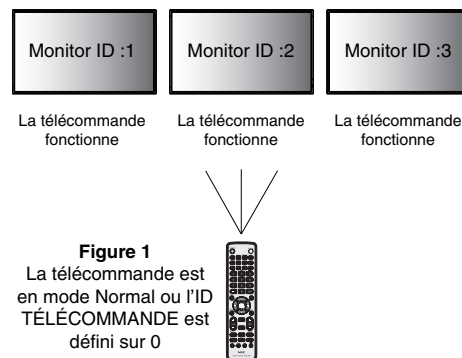 Monitor ID :1
Monitor ID :2
Monitor ID :3
La télécommande
fonctionne
La télécommande
fonctionne
La télécommande
fonctionne
Figure 1
La télécommande est
en mode Normal ou l'ID
TÉLÉCOMMANDE est
défini sur 0
NEC